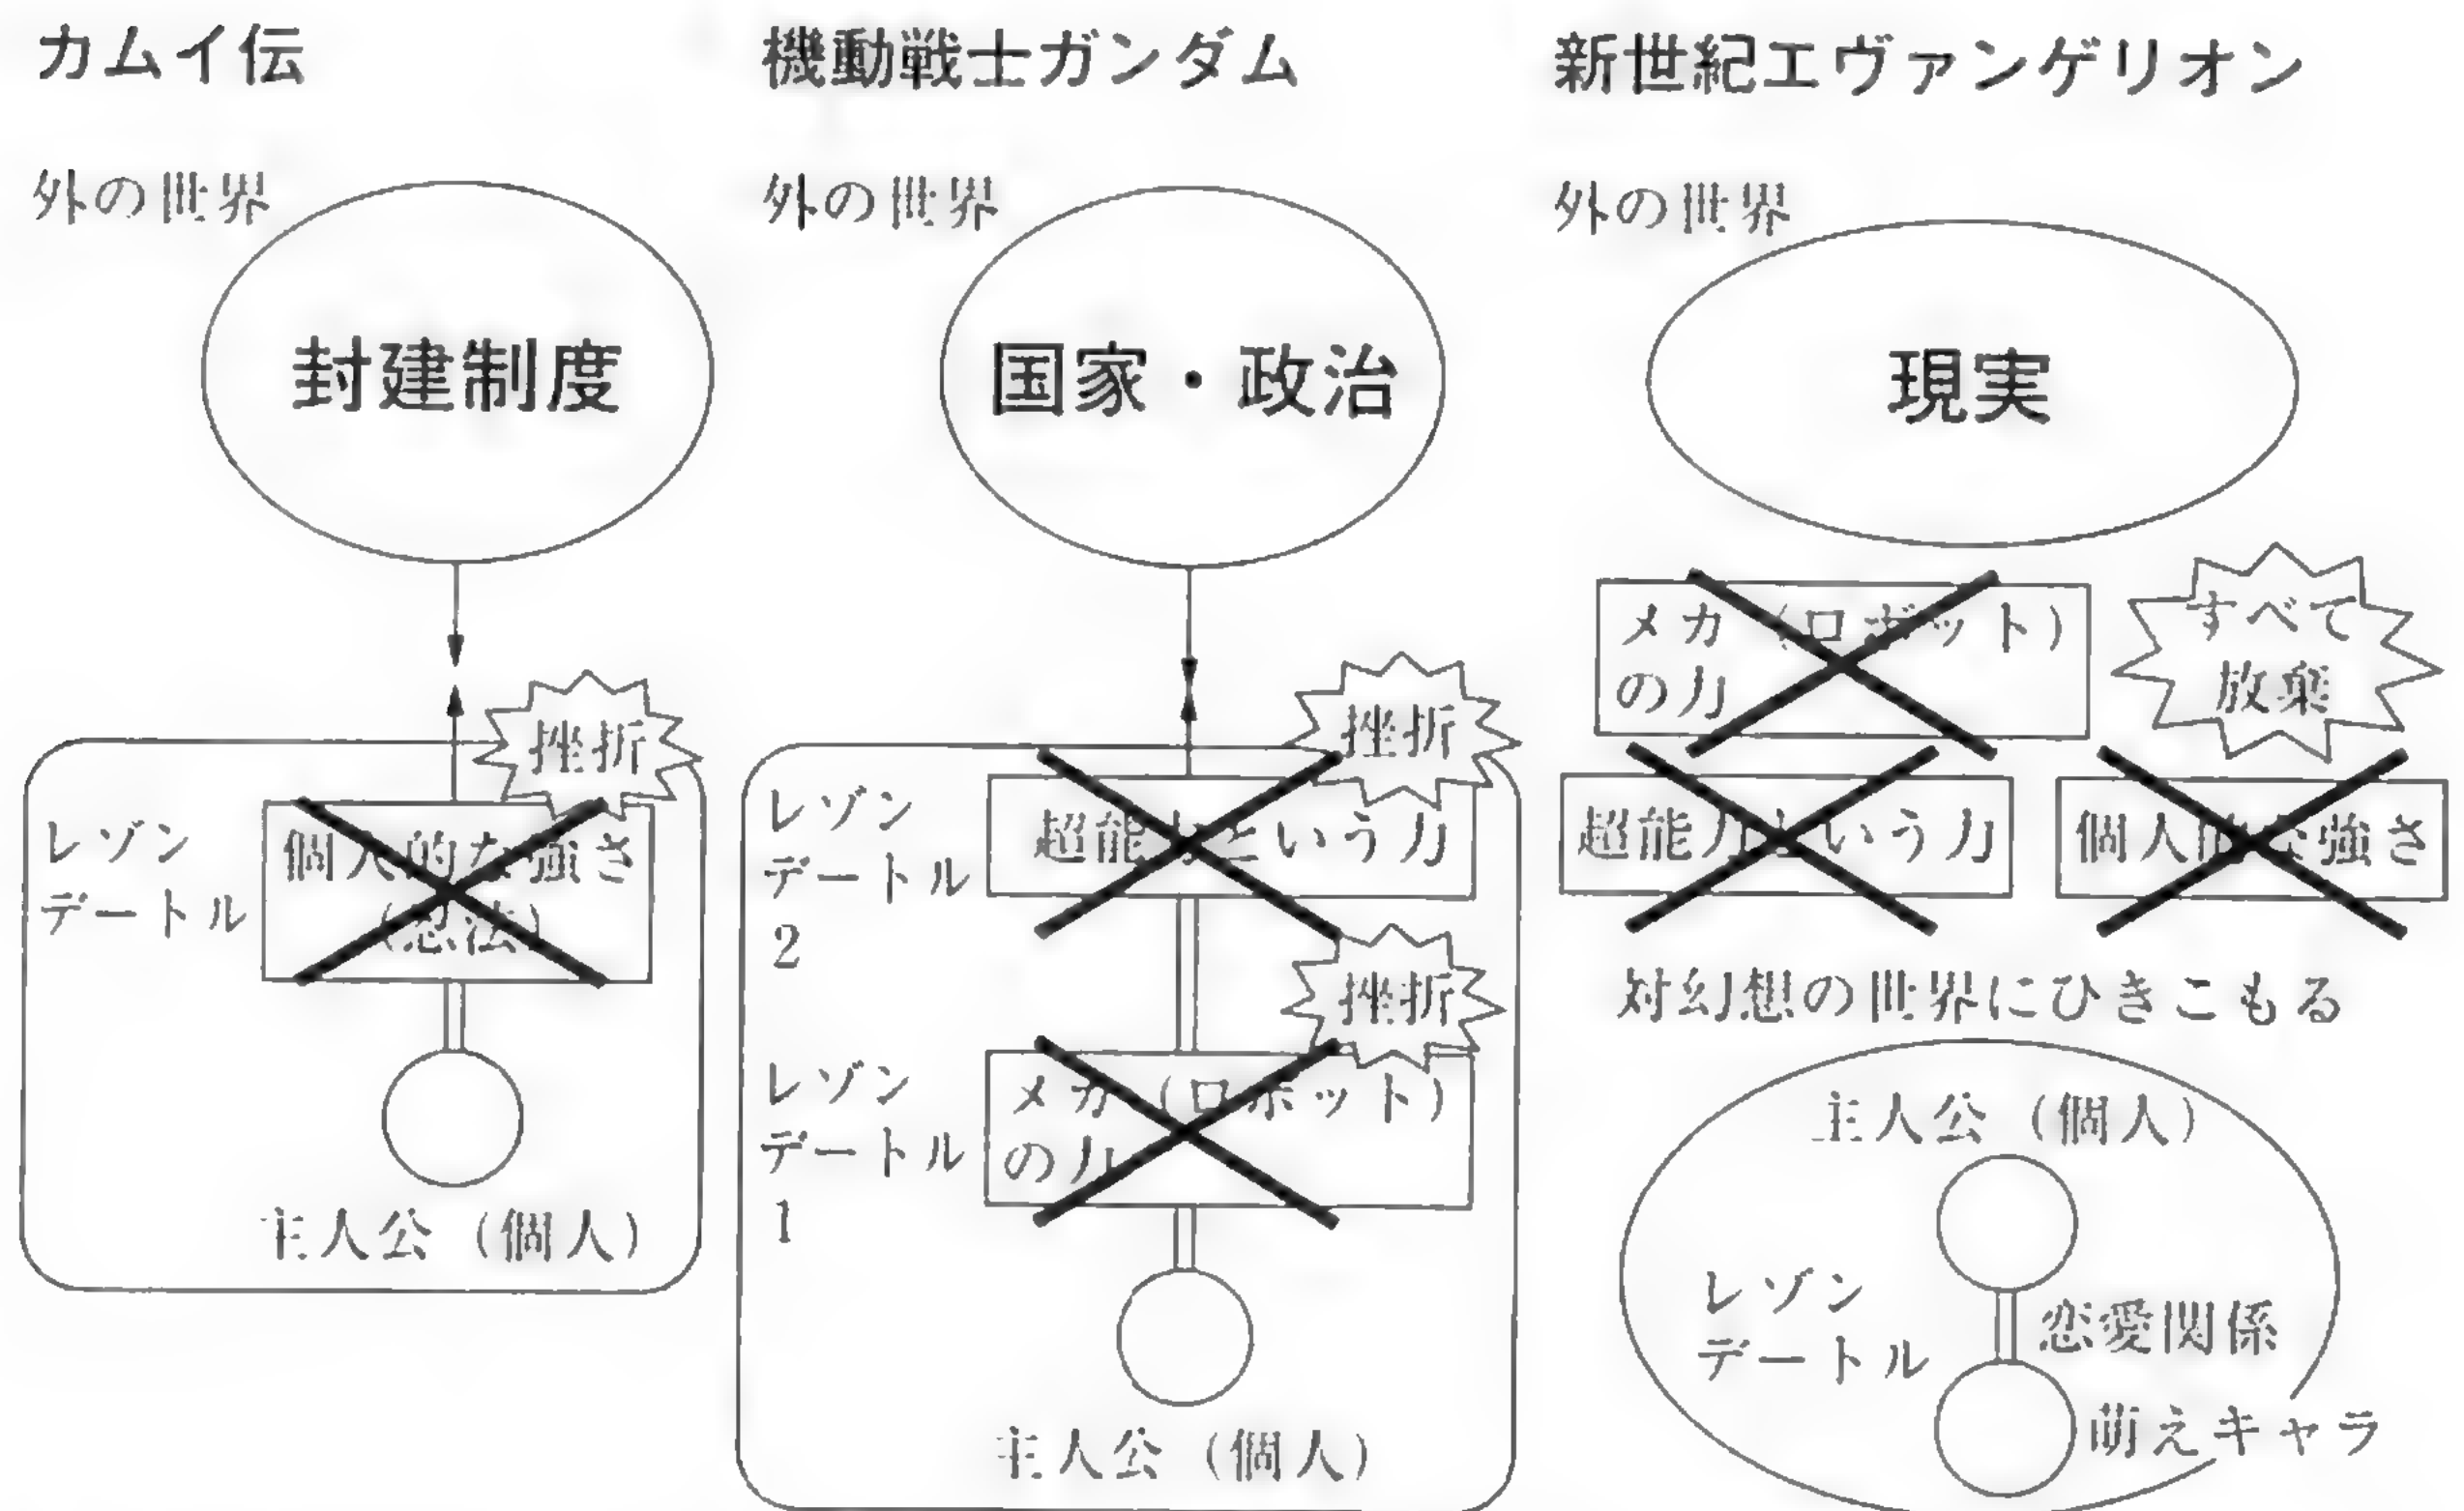 カムイ伝
外の世界
封建制度
挫折
レゾン
デートル
個人的な強さ
(忍法)
主人公(個人)
機動戦士ガンダム
外の世界
国家・政治
挫折
レゾン
デートル
2
超能力という力
挫折
レゾン
デートル
1
メカ(ロボット)
の力
主人公(個人)
新世紀エヴァンゲリオン
外の世界
現実
メカ(ロボット)
の力
すべて
放棄
超能力という力
個人的な強さ
対幻想の世界にひきこもる
主人公(個人)
レゾン
デートル
恋愛関係
萌えキャラ